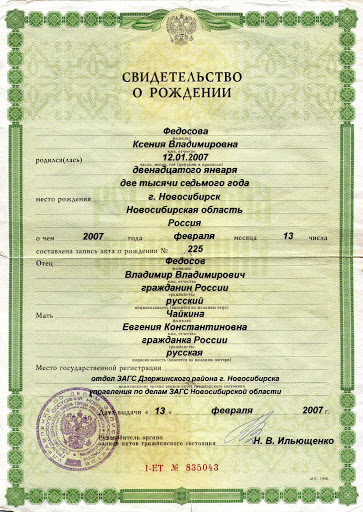 СВИДЕТЕЛЬСТВО
О РОЖДЕНИИ
Федосова
фамилия
Ксения Владимировна
имя, отчество
родился(лась) 12.01.2007
число, месяц, год (цифрами и прописью)
двенадцатого января
две тысячи седьмого года
место рождения г. Новосибирск
Новосибирская область
Россия
о чем 2007 года февраля месяца 13 числа
составлена запись акта о рождении № 225
Отец Федосов
фамилия
Владимир Владимирович
имя, отчество
гражданин России
гражданство
русский
национальность (вносится по желанию отца)
Мать Чайкина
фамилия
Евгения Константиновна
имя, отчество
гражданка России
гражданство
русская
национальность (вносится по желанию матери)
Место государственной регистрации
отдел ЗАГС Дзержинского района г. Новосибирска
наименование органа записи актов гражданского состояния
управления по делам ЗАГС Новосибирской области
Дата выдачи « 13 » февраля 2007 г.
Руководитель органа
записи актов гражданского состояния Н. В. Ильющенко
I-ЕТ № 835043